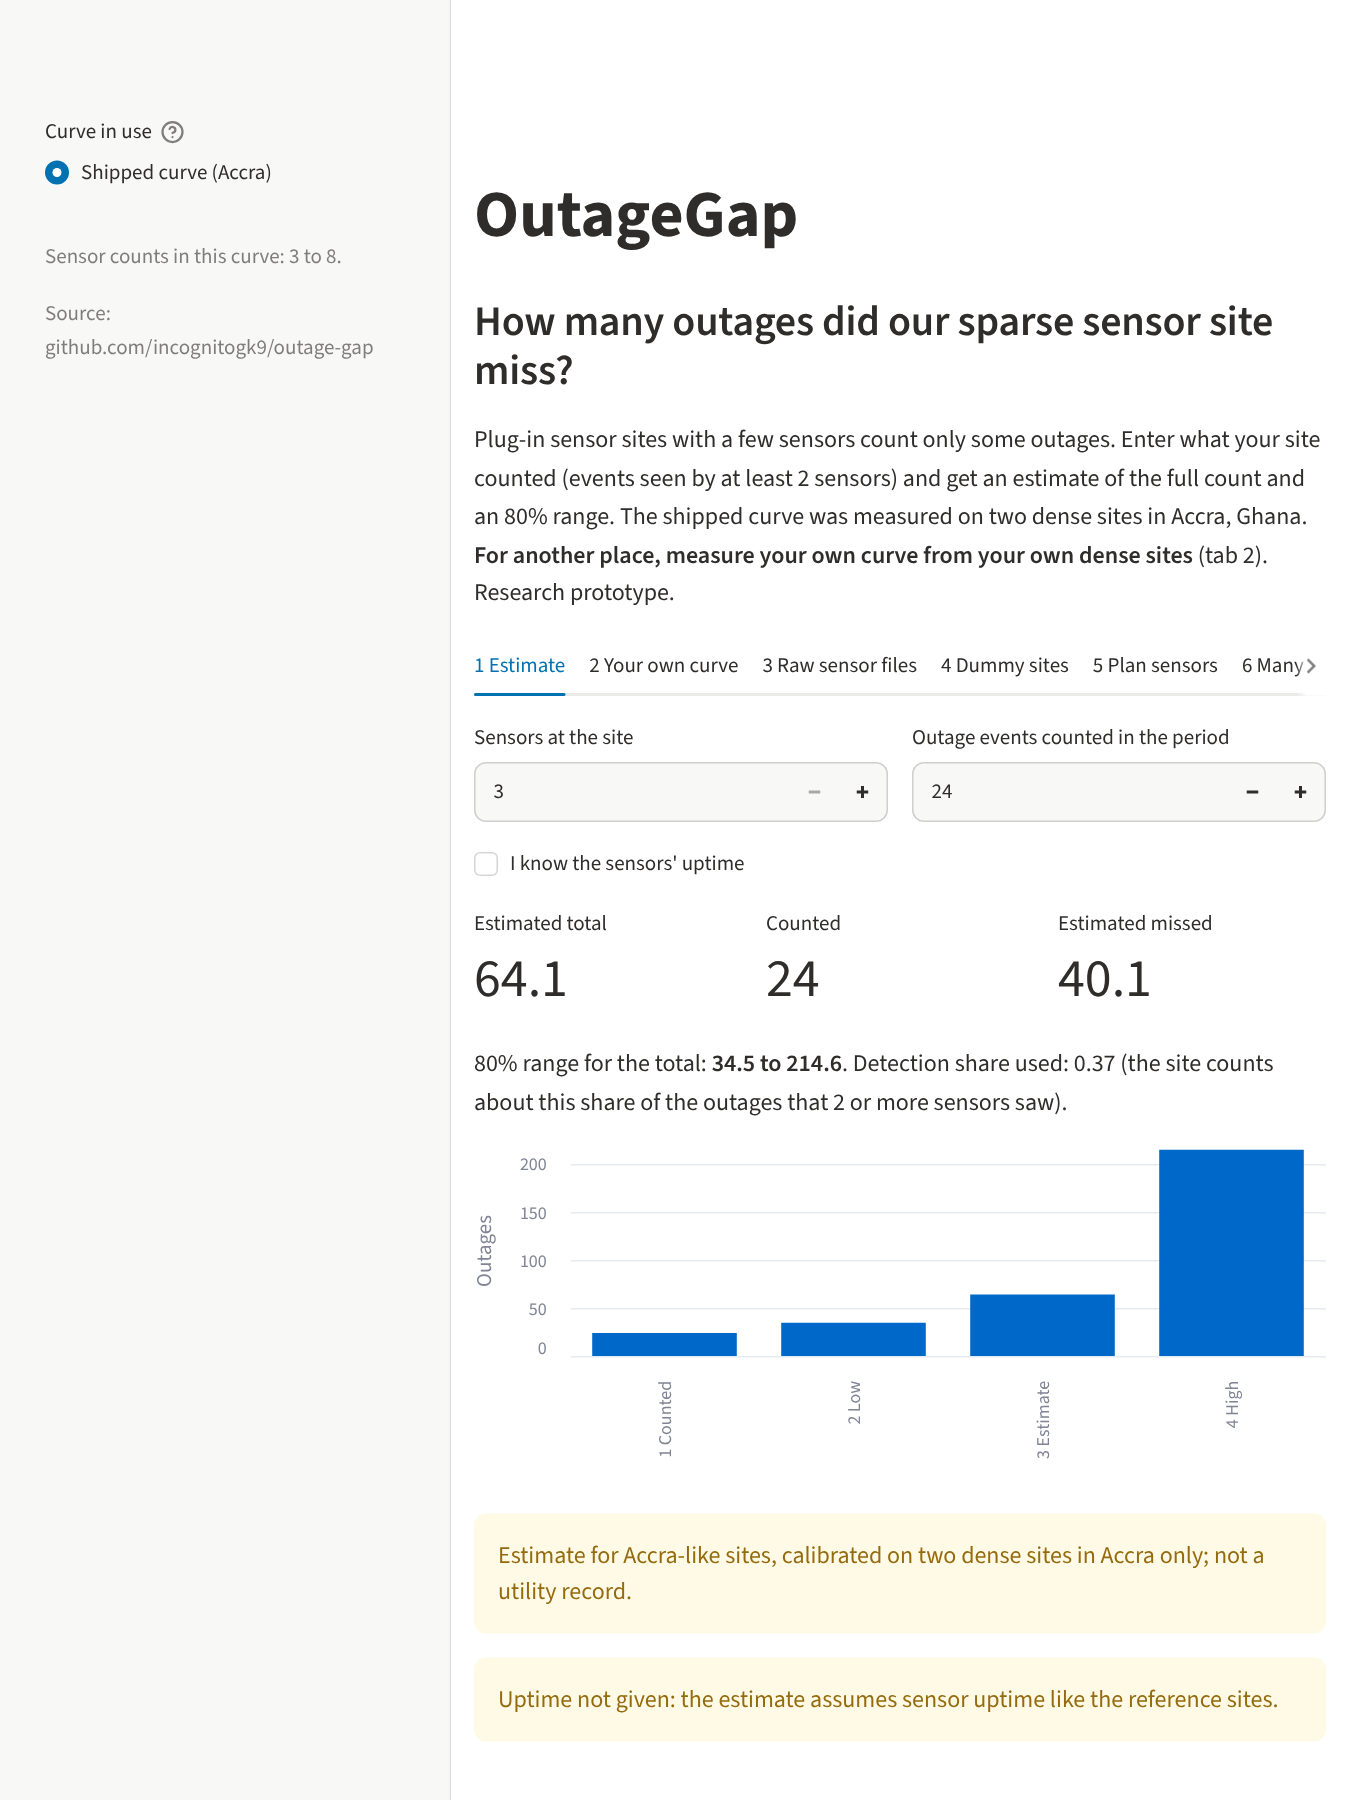 Curve in use
Shipped curve (Accra)
Sensor counts in this curve: 3 to 8.
Source:
github.com/incognitogk9/outage-gap
OutageGap
How many outages did our sparse sensor site
miss?
Plug-in sensor sites with a few sensors count only some outages. Enter what your site
counted (events seen by at least 2 sensors) and get an estimate of the full count and
an 80% range. The shipped curve was measured on two dense sites in Accra, Ghana.
For another place, measure your own curve from your own dense sites (tab 2).
Research prototype.
1 Estimate 2 Your own curve 3 Raw sensor files 4 Dummy sites 5 Plan sensors 6 Many
Sensors at the site Outage events counted in the period
3 24
I know the sensors' uptime
Estimated total Counted Estimated missed
64.1 24 40.1
80% range for the total: 34.5 to 214.6. Detection share used: 0.37 (the site counts
about this share of the outages that 2 or more sensors saw).
Outages
200
150
100
50
0
1 Counted
2 Low
3 Estimate
4 High
Estimate for Accra-like sites, calibrated on two dense sites in Accra only; not a
utility record.
Uptime not given: the estimate assumes sensor uptime like the reference sites.